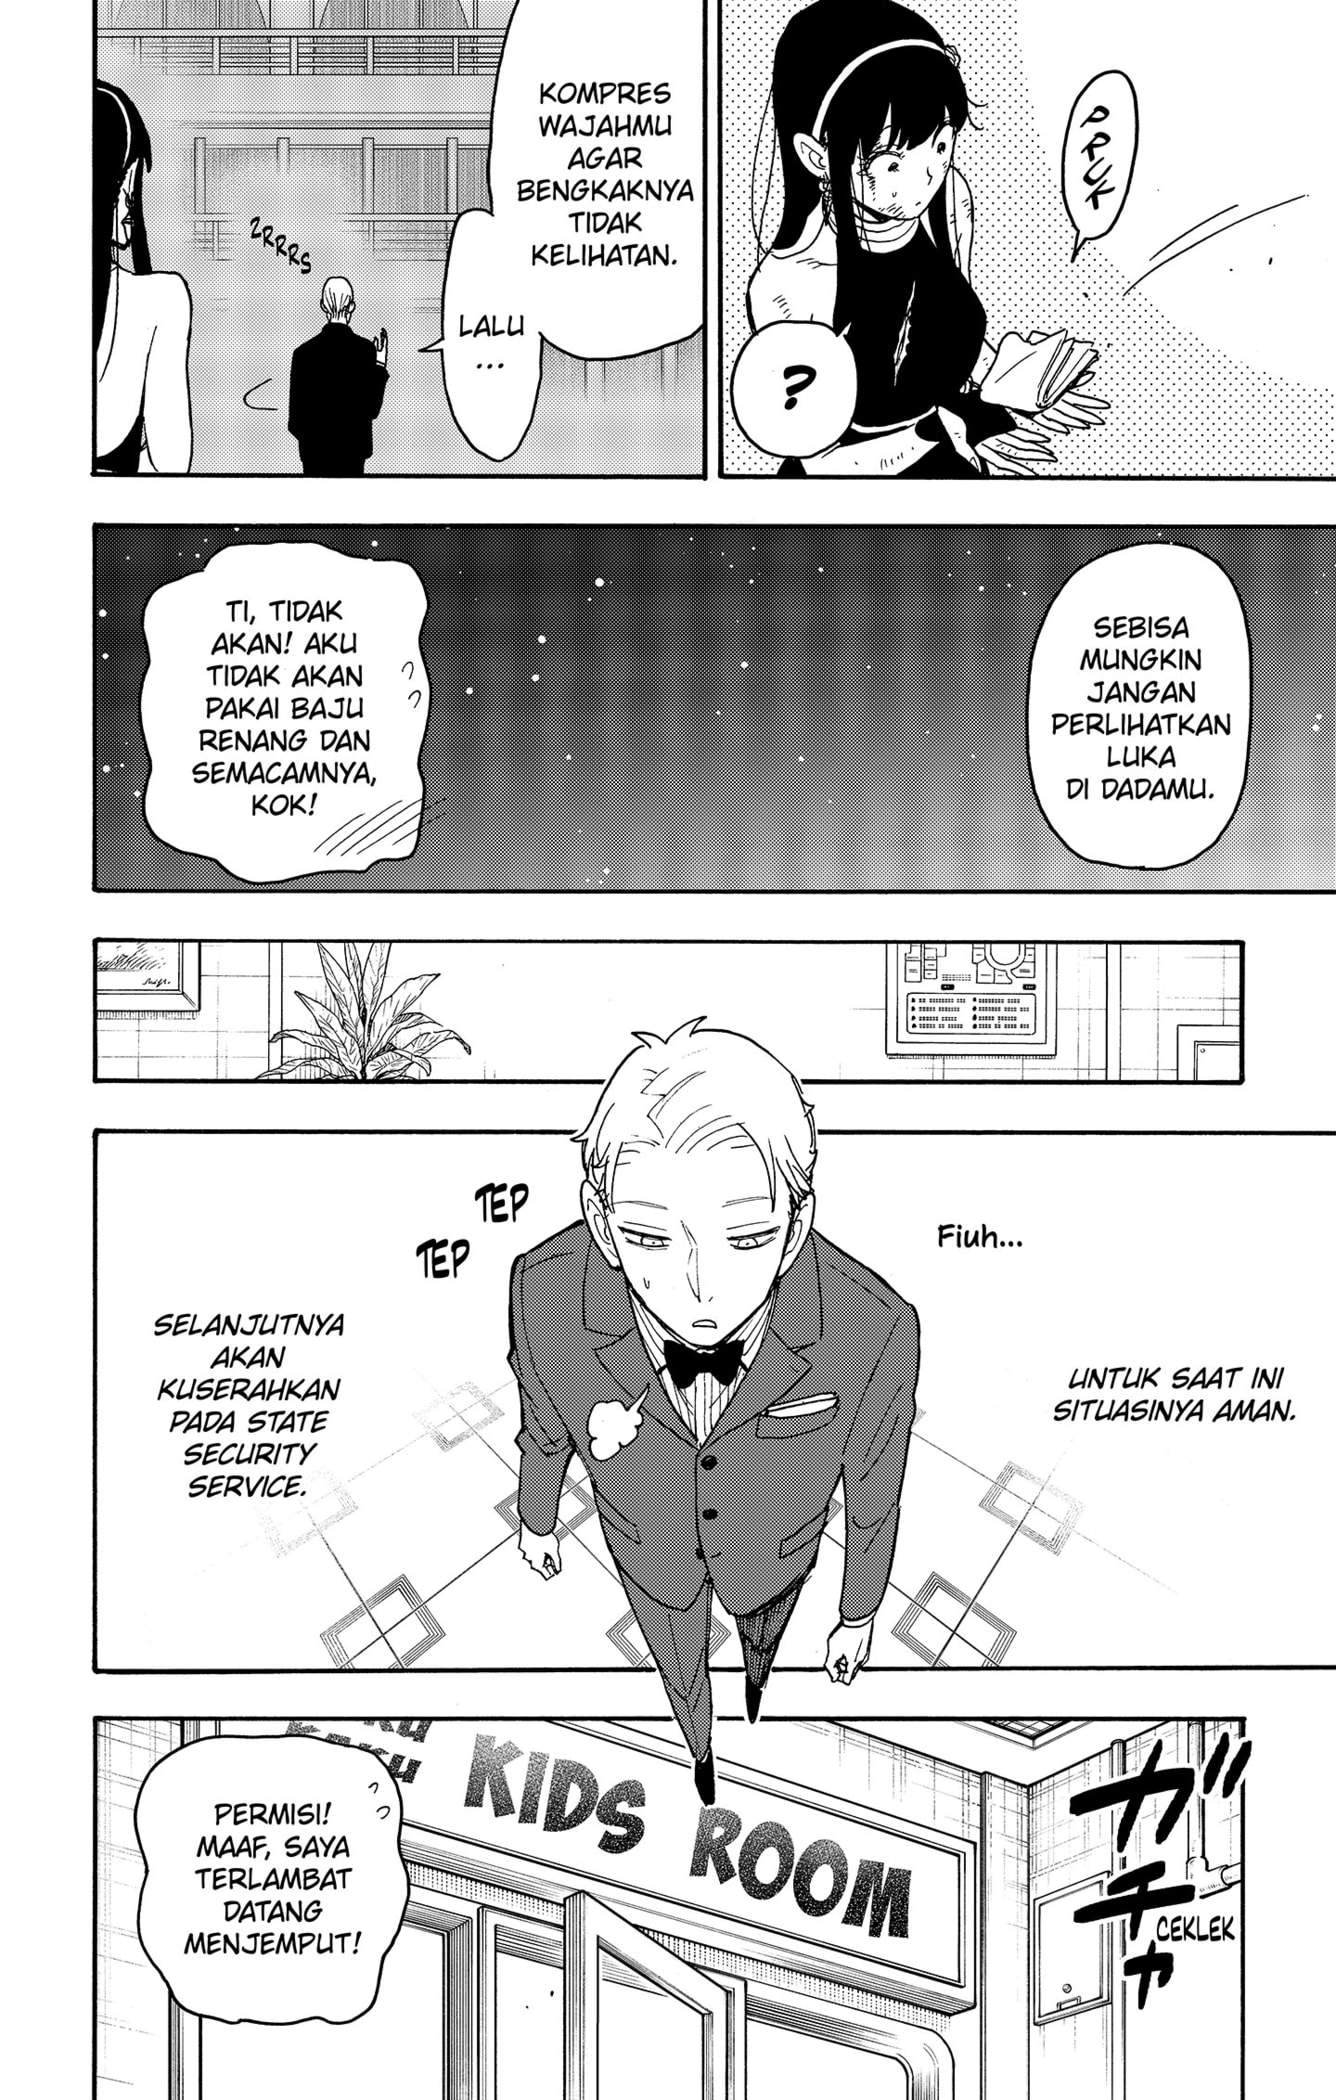 PRUK
?
KOMPRES
WAJAHMU
AGAR
BENGKAKNYA
TIDAK
KELIHATAN.
LALU
...
ZRRRS
SEBISA
MUNGKIN
JANGAN
PERLIHATKAN
LUKA
DI DADAMU.
TI, TIDAK
AKAN! AKU
TIDAK AKAN
PAKAI BAJU
RENANG DAN
SEMACAMNYA,
KOK!
Fiuh...
TEP
TEP
UNTUK SAAT INI
SITUASINYA AMAN.
SELANJUTNYA
AKAN
KUSERAHKAN
PADA STATE
SECURITY
SERVICE.
KIDS ROOM
ガチャ
CEKLEK
PERMISI!
MAAF, SAYA
TERLAMBAT
DATANG
MENJEMPUT!